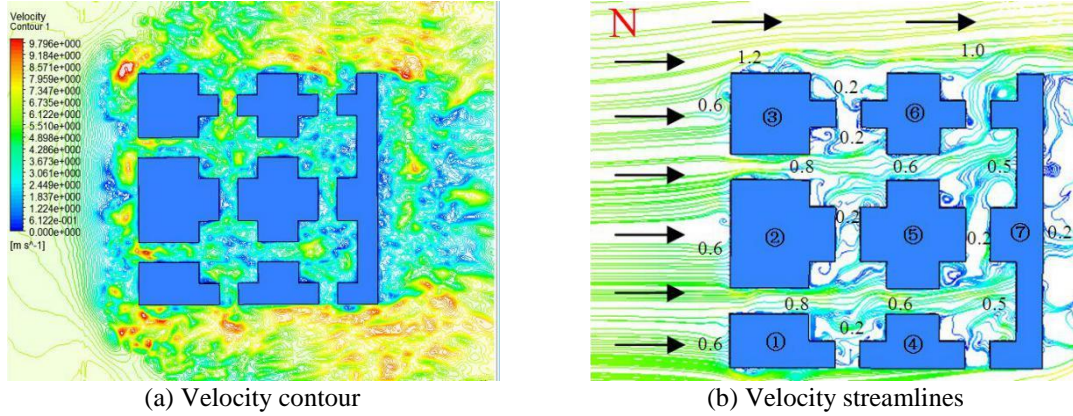 Velocity
Contour 1
9.796e+000
9.183e+000
8.571e+000
7.959e+000
7.347e+000
6.735e+000
6.122e+000
5.510e+000
4.898e+000
4.286e+000
3.673e+000
3.061e+000
2.449e+000
1.837e+000
1.224e+000
6.122e-001
0.000e+000
[m s^-1]
(a) Velocity contour
N
1.2
1.0
0.2
0.6
③
⑥
0.2
0.8
0.6
0.5
0.2
②
⑤
⑦
0.6
0.2
0.2
0.8
0.6
0.5
0.2
0.6
①
④
(b) Velocity streamlines